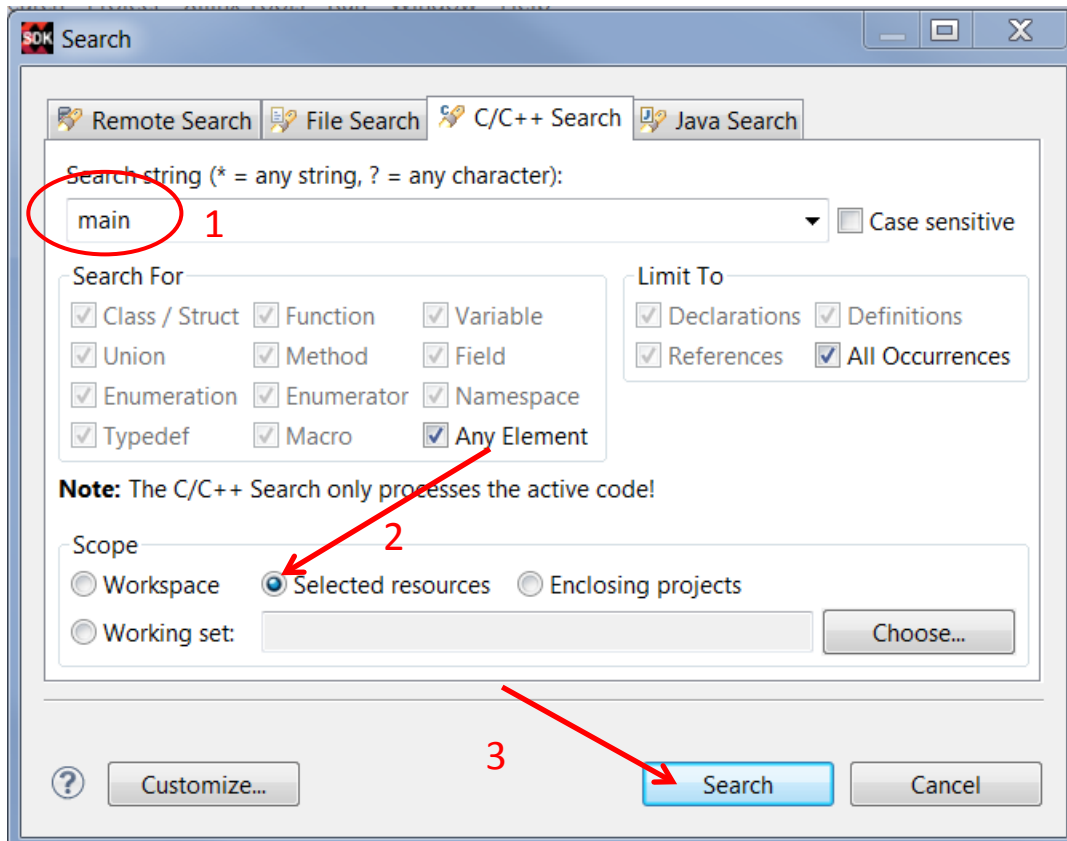 SDK Search
Remote Search File Search C/C++ Search Java Search
Search string (* = any string, ? = any character):
main 1 Case sensitive
Search For Limit To
Class / Struct Function Variable Declarations Definitions
Union Method Field References All Occurrences
Enumeration Enumerator Namespace
Typedef Macro Any Element
Note: The C/C++ Search only processes the active code!
2
Scope
Workspace Selected resources Enclosing projects
Working set: Choose...
3
? Customize... Search Cancel